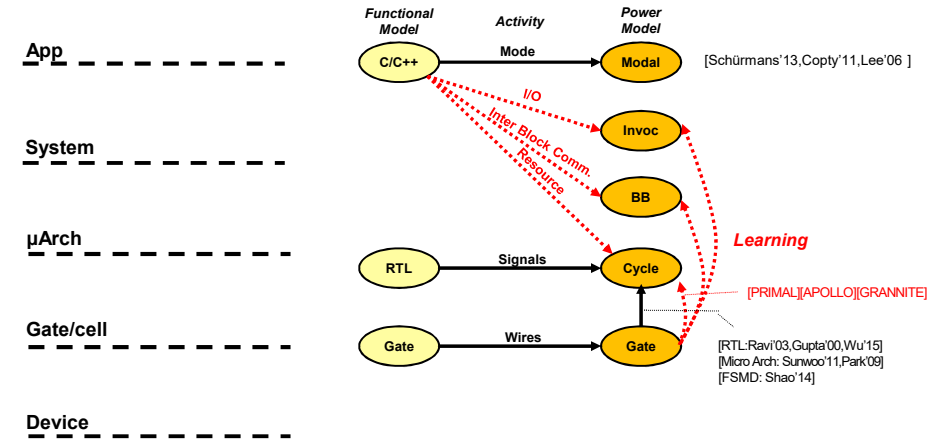 Functional Model
Activity
Power Model
App
C/C++
Mode
Modal
[Schürmans'13,Copty'11,Lee'06 ]
I/O
Invoc
Inter Block Comm.
System
Resource
BB
µArch
Learning
RTL
Signals
Cycle
[PRIMAL][APOLLO][GRANNITE]
Gate/cell
Gate
Wires
Gate
[RTL:Ravi'03,Gupta'00,Wu'15]
[Micro Arch: Sunwoo'11,Park'09]
[FSMD: Shao'14]
Device